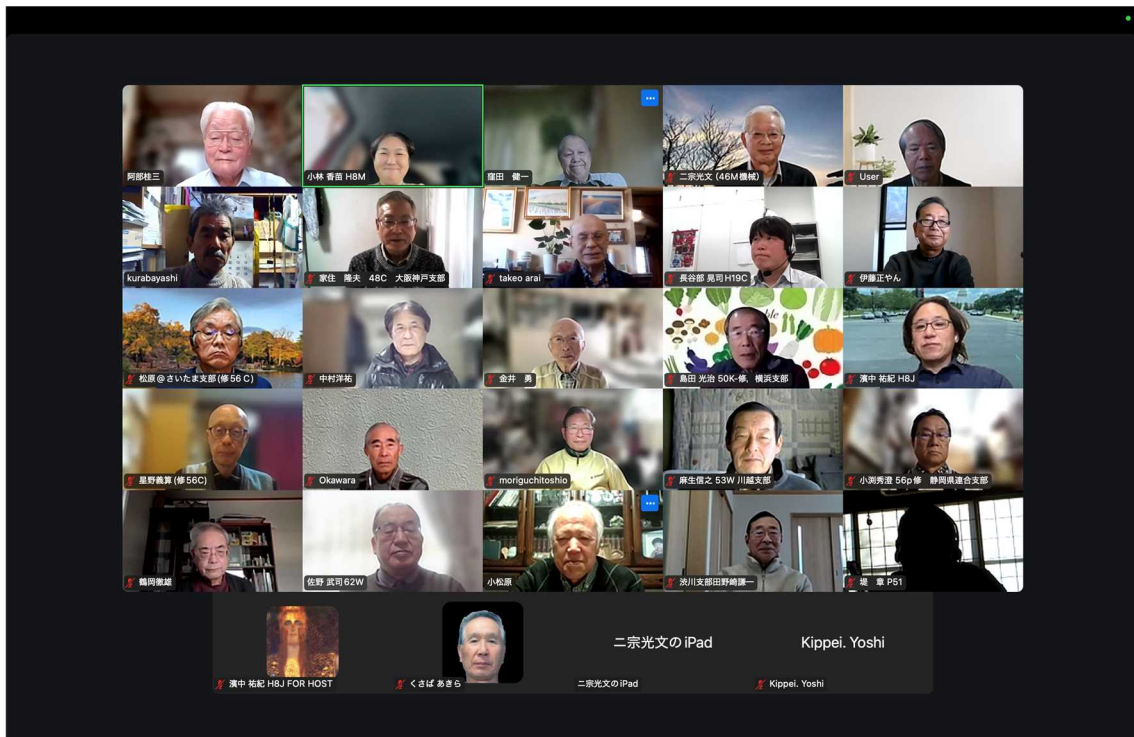 阿部桂三
小林 香苗 H8M
窪田 健一
二宗光文 (46M機械)
User
kurabayashi
家住 隆夫 48C 大阪神戸支部
takeo arai
長谷部 晃司H19C
伊藤正やん
松原@さいたま支部(修56 C)
中村洋祐
金井 勇
島田 光治 50K-修，横浜支部
濱中 祐紀 H8J
星野義算(修56C)
Okawara
moriguchitoshio
麻生信之 53W 川越支部
小渕秀澄 56p修 静岡県連合支部
鶴岡徹雄
佐野 武司62W
小松原
渋川支部田野崎謙一
堤 章 P51
二宗光文のiPad
Kippei. Yoshi
濱中 祐紀 H8J FOR HOST
くさば あきら
二宗光文のiPad
Kippei. Yoshi